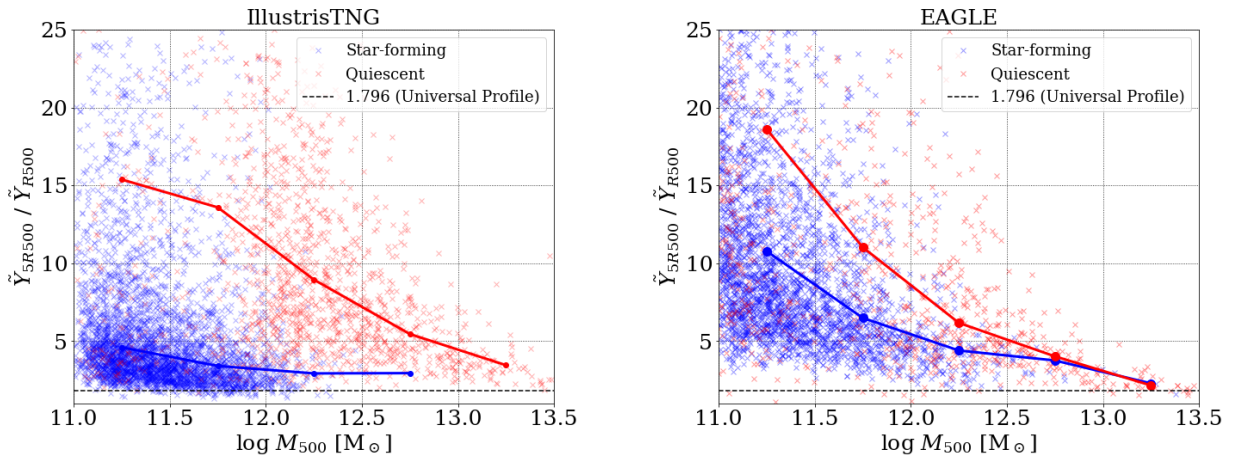 IllustrisTNG
25
20
15
10
5
11.0 11.5 12.0 12.5 13.0 13.5
log M500 [M⊙]
Ỹ5R500 / ỸR500
Star-forming
Quiescent
1.796 (Universal Profile)
EAGLE
25
20
15
10
5
11.0 11.5 12.0 12.5 13.0 13.5
log M500 [M⊙]
Ỹ5R500 / ỸR500
Star-forming
Quiescent
1.796 (Universal Profile)